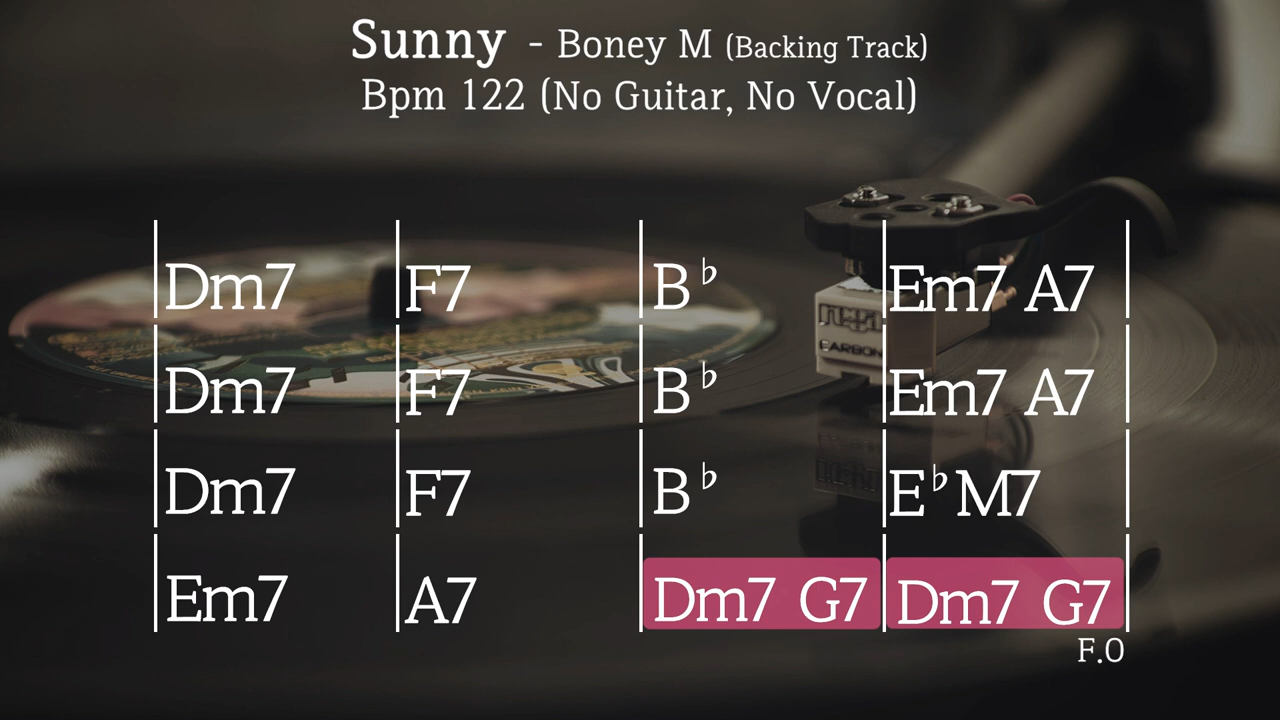 Sunny - Boney M (Backing Track)
Bpm 122 (No Guitar, No Vocal)
Dm7 F7 B♭ Em7 A7
CARBON
Dm7 F7 B♭ Em7 A7
Dm7 F7 B♭ E♭M7
Em7 A7 Dm7 G7 Dm7 G7
F.O